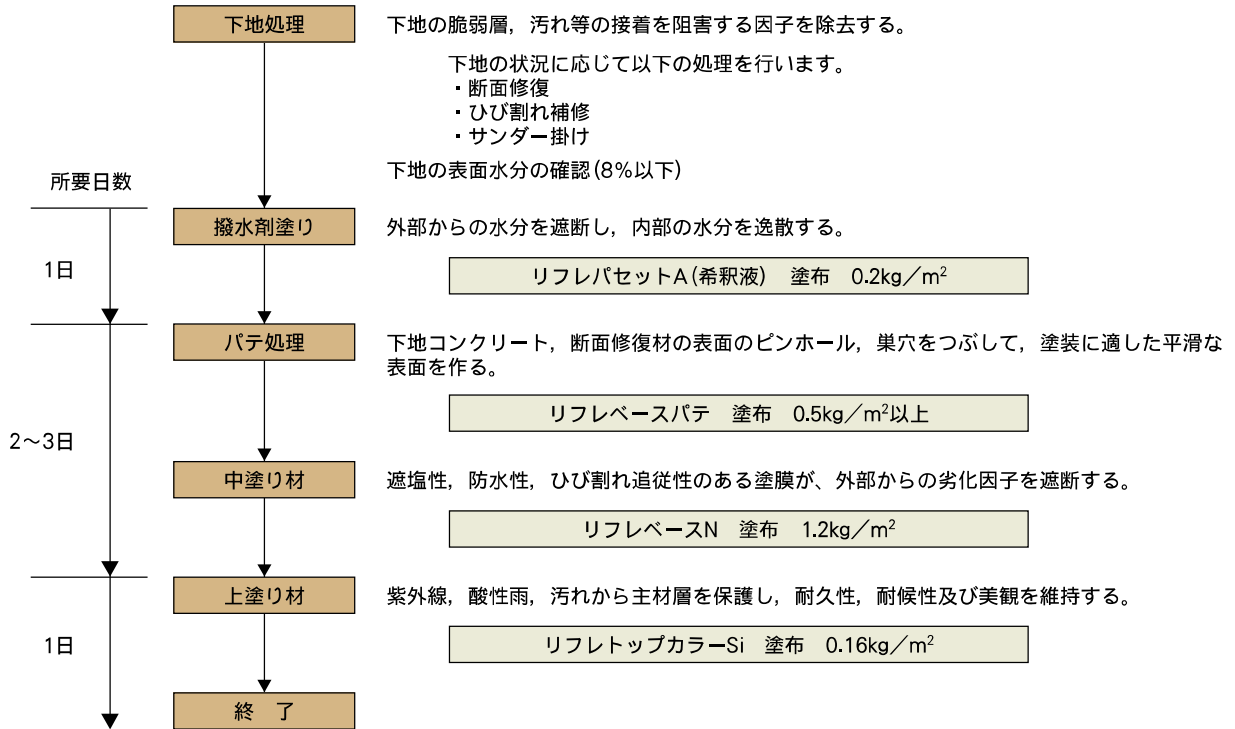 下地処理
下地の脆弱層，汚れ等の接着を阻害する因子を除去する。
下地の状況に応じて以下の処理を行います。
・断面修復
・ひび割れ補修
・サンダー掛け
下地の表面水分の確認(8%以下)
所要日数
撥水剤塗り
外部からの水分を遮断し，内部の水分を逸散する。
1日
リフレパセットA(希釈液)　塗布　0.2kg／m²
パテ処理
下地コンクリート，断面修復材の表面のピンホール，巣穴をつぶして，塗装に適した平滑な
表面を作る。
リフレベースパテ　塗布　0.5kg／m²以上
2～3日
中塗り材
遮塩性，防水性，ひび割れ追従性のある塗膜が、外部からの劣化因子を遮断する。
リフレベースN　塗布　1.2kg／m²
上塗り材
紫外線，酸性雨，汚れから主材層を保護し，耐久性，耐候性及び美観を維持する。
1日
リフレトップカラーSi　塗布　0.16kg／m²
終　了